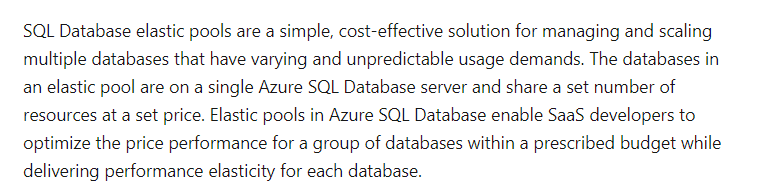 SQL Database elastic pools are a simple, cost-effective solution for managing and scaling
multiple databases that have varying and unpredictable usage demands. The databases in
an elastic pool are on a single Azure SQL Database server and share a set number of
resources at a set price. Elastic pools in Azure SQL Database enable SaaS developers to
optimize the price performance for a group of databases within a prescribed budget while
delivering performance elasticity for each database.